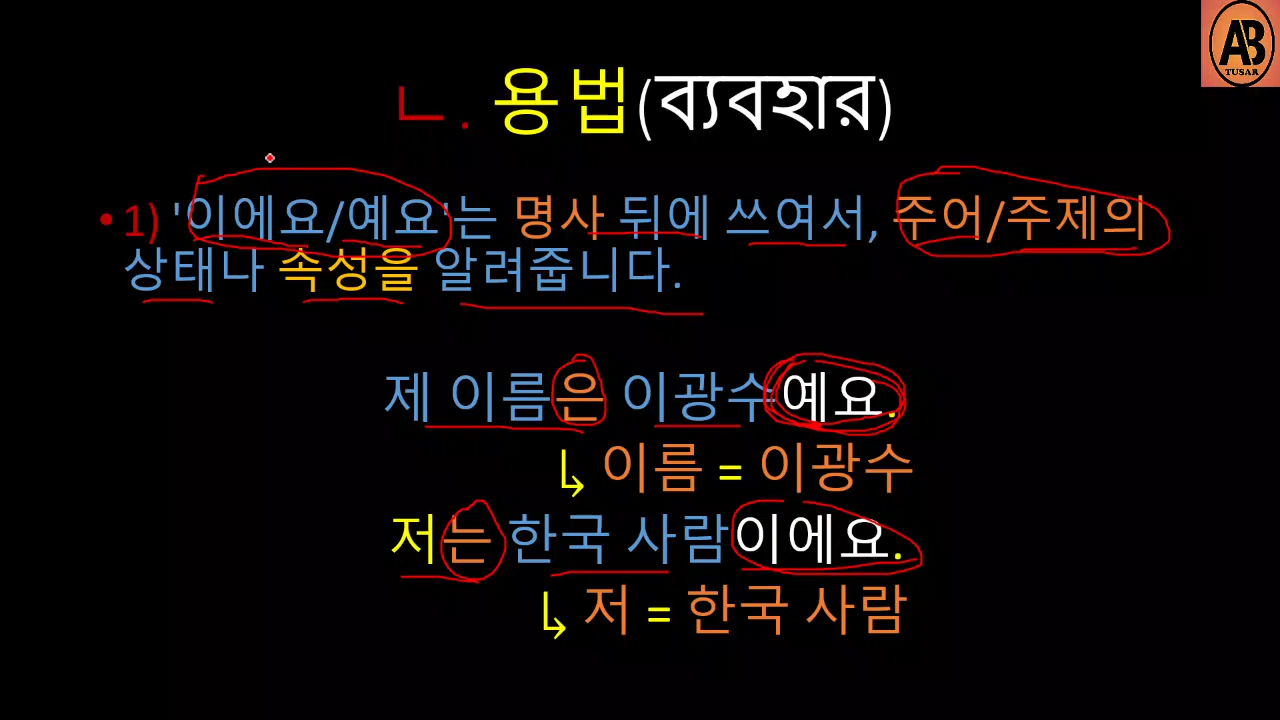 AB
TUSAR
ㄴ. 용법(ব্যবহার)
• 1) '이에요/예요'는 명사 뒤에 쓰여서, 주어/주제의
상태나 속성을 알려줍니다.
제 이름은 이광수예요.
↳ 이름 = 이광수
저는 한국 사람이에요.
↳ 저 = 한국 사람